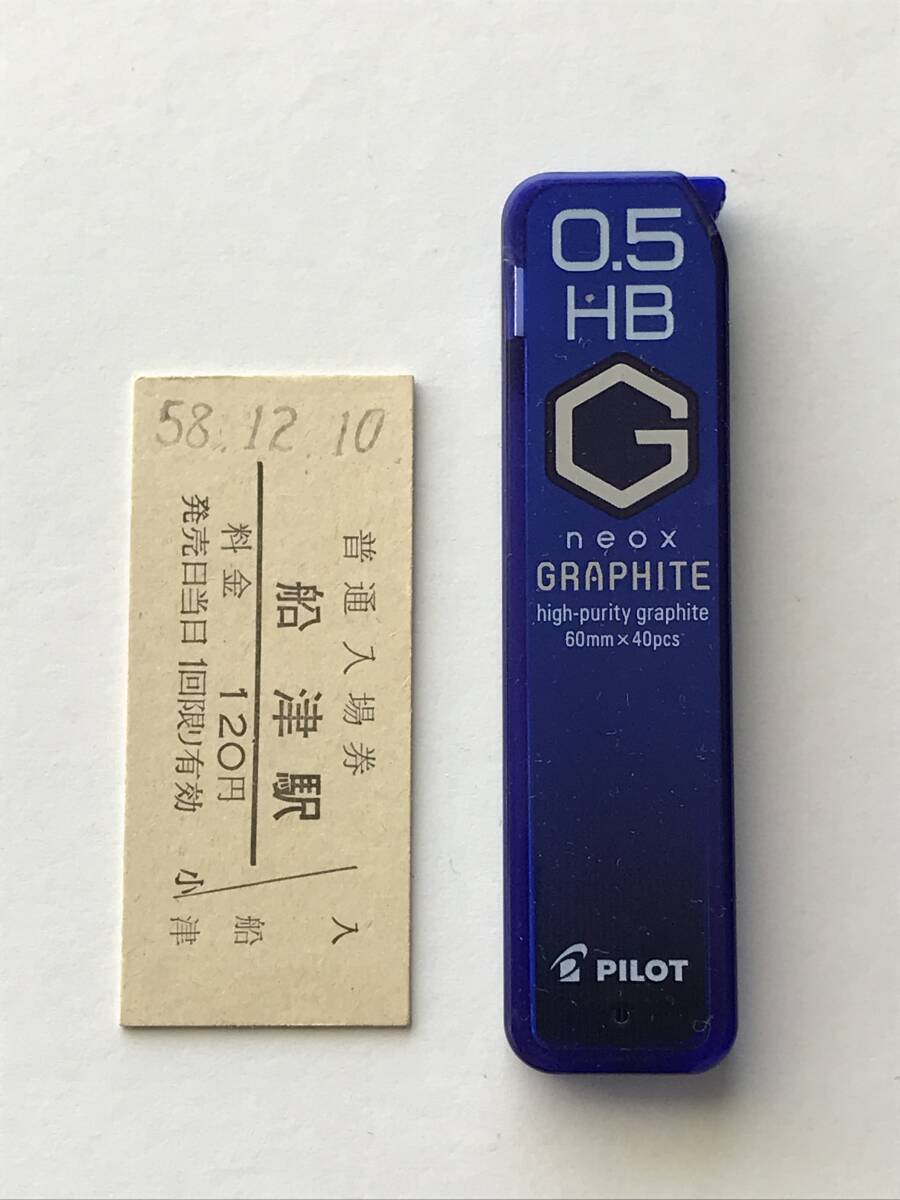 58.12.10
普通入場券
船津駅
料金 120円
発売日当日1回限り有効
小
入
船
津
0.5
HB
G
neox
GRAPHITE
high-purity graphite
60mm×40pcs
PILOT